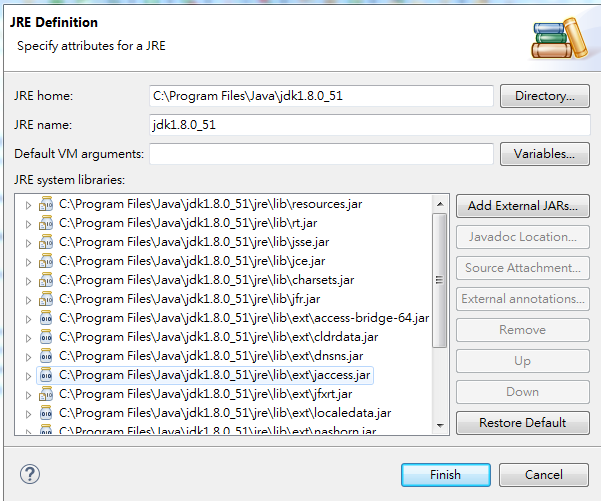 JRE Definition
Specify attributes for a JRE
JRE home: C:\Program Files\Java\jdk1.8.0_51 Directory...
JRE name: jdk1.8.0_51
Default VM arguments: Variables...
JRE system libraries:
C:\Program Files\Java\jdk1.8.0_51\jre\lib\resources.jar
C:\Program Files\Java\jdk1.8.0_51\jre\lib\rt.jar
C:\Program Files\Java\jdk1.8.0_51\jre\lib\jsse.jar
C:\Program Files\Java\jdk1.8.0_51\jre\lib\jce.jar
C:\Program Files\Java\jdk1.8.0_51\jre\lib\charsets.jar
C:\Program Files\Java\jdk1.8.0_51\jre\lib\jfr.jar
C:\Program Files\Java\jdk1.8.0_51\jre\lib\ext\access-bridge-64.jar
C:\Program Files\Java\jdk1.8.0_51\jre\lib\ext\cldrdata.jar
C:\Program Files\Java\jdk1.8.0_51\jre\lib\ext\dnsns.jar
C:\Program Files\Java\jdk1.8.0_51\jre\lib\ext\jaccess.jar
C:\Program Files\Java\jdk1.8.0_51\jre\lib\ext\jfxrt.jar
C:\Program Files\Java\jdk1.8.0_51\jre\lib\ext\localedata.jar
C:\Program Files\Java\jdk1.8.0_51\jre\lib\ext\nashorn.jar
Add External JARs...
Javadoc Location...
Source Attachment...
External annotations...
Remove
Up
Down
Restore Default
? Finish Cancel